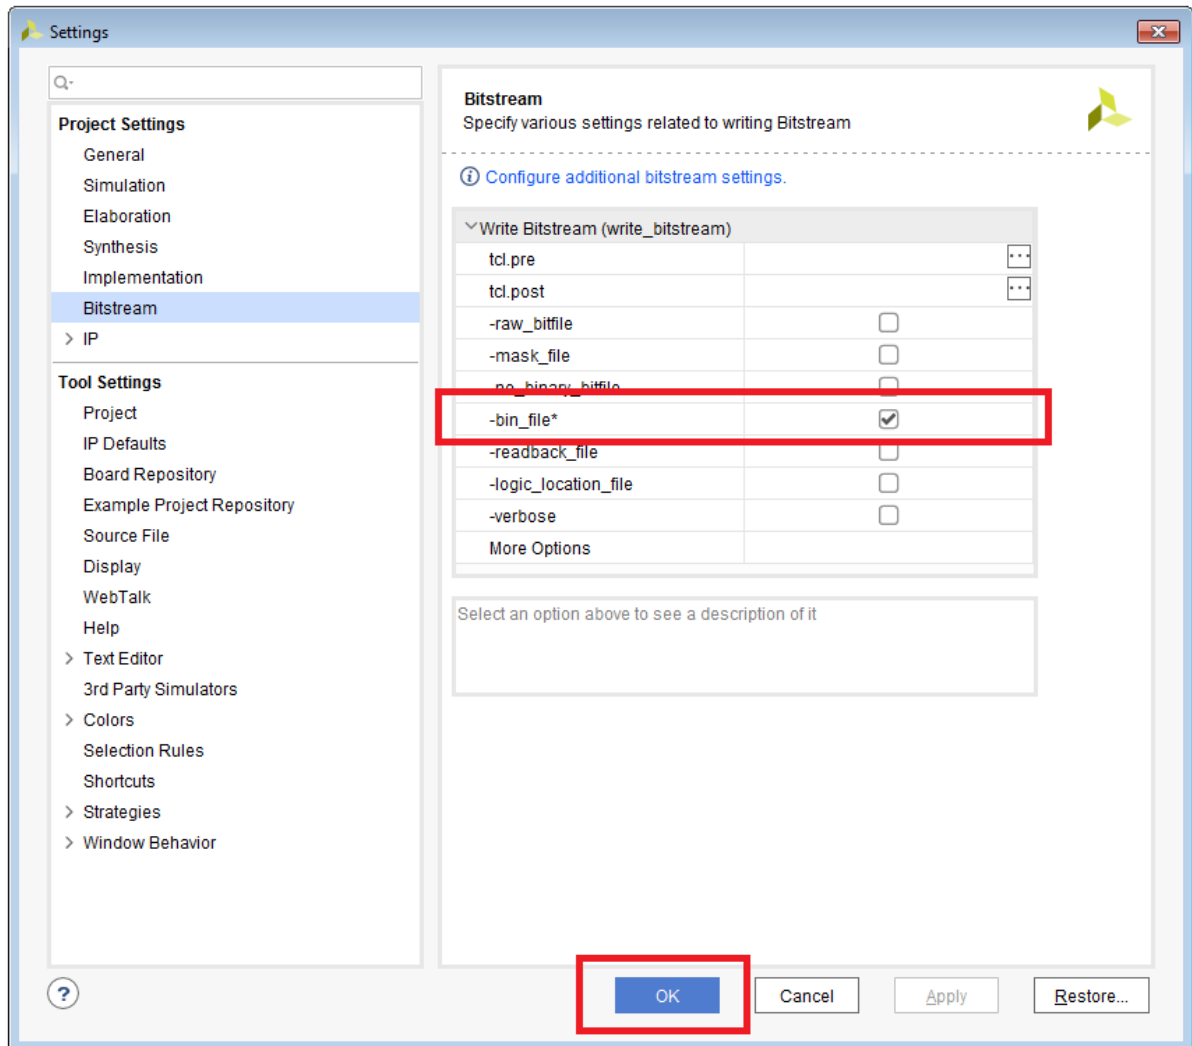 Settings
Project Settings
General
Simulation
Elaboration
Synthesis
Implementation
Bitstream
> IP
Tool Settings
Project
IP Defaults
Board Repository
Example Project Repository
Source File
Display
WebTalk
Help
> Text Editor
3rd Party Simulators
> Colors
Selection Rules
Shortcuts
> Strategies
> Window Behavior
Bitstream
Specify various settings related to writing Bitstream
Configure additional bitstream settings.
Write Bitstream (write_bitstream)
tcl.pre ...
tcl.post ...
-raw_bitfile
-mask_file
-no_binary_bitfile
-bin_file*
-readback_file
-logic_location_file
-verbose
More Options
Select an option above to see a description of it
? OK Cancel Apply Restore...